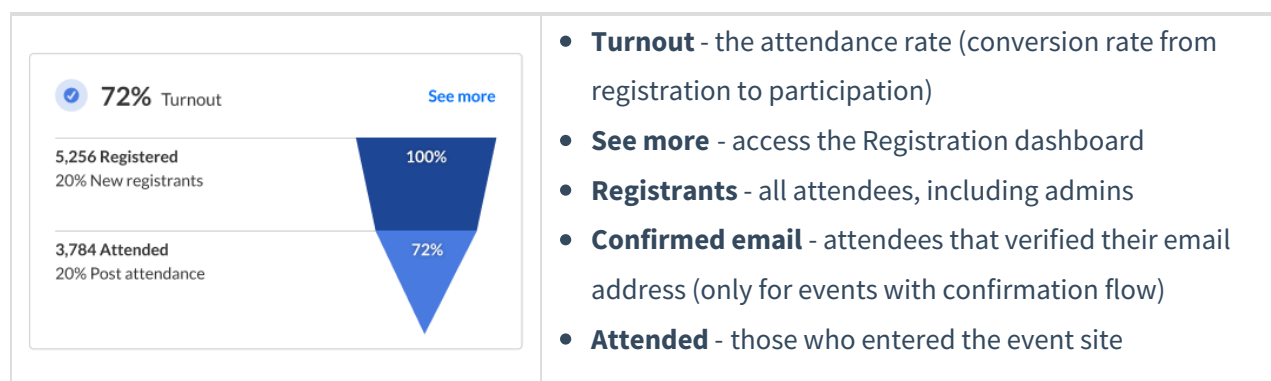 72% Turnout
See more
5,256 Registered
20% New registrants
100%
3,784 Attended
20% Post attendance
72%
• Turnout - the attendance rate (conversion rate from
registration to participation)
• See more - access the Registration dashboard
• Registrants - all attendees, including admins
• Confirmed email - attendees that verified their email
address (only for events with confirmation flow)
• Attended - those who entered the event site